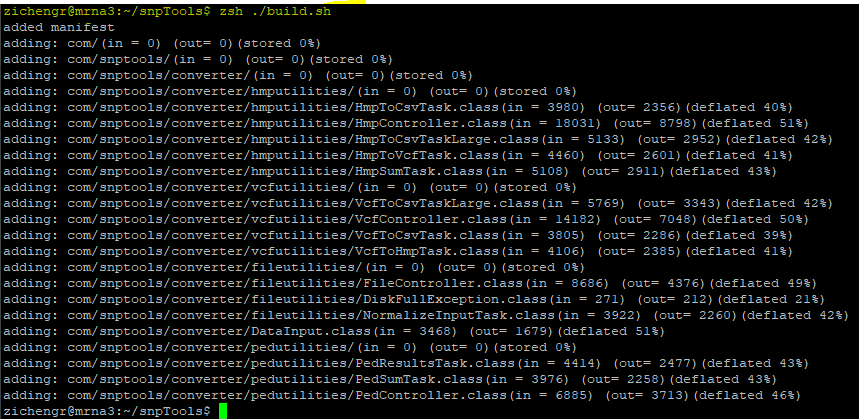 zichengr@mrna3:~/snpTools$ zsh ./build.sh
added manifest
adding: com/(in = 0) (out= 0)(stored 0%)
adding: com/snptools/(in = 0) (out= 0)(stored 0%)
adding: com/snptools/converter/(in = 0) (out= 0)(stored 0%)
adding: com/snptools/converter/hmputilities/(in = 0) (out= 0)(stored 0%)
adding: com/snptools/converter/hmputilities/HmpToCsvTask.class(in = 3980) (out= 2356)(deflated 40%)
adding: com/snptools/converter/hmputilities/HmpController.class(in = 18031) (out= 8798)(deflated 51%)
adding: com/snptools/converter/hmputilities/HmpToCsvTaskLarge.class(in = 5133) (out= 2952)(deflated 42%)
adding: com/snptools/converter/hmputilities/HmpToVcfTask.class(in = 4460) (out= 2601)(deflated 41%)
adding: com/snptools/converter/hmputilities/HmpSumTask.class(in = 5108) (out= 2911)(deflated 43%)
adding: com/snptools/converter/vcfutilities/(in = 0) (out= 0)(stored 0%)
adding: com/snptools/converter/vcfutilities/VcfToCsvTaskLarge.class(in = 5769) (out= 3343)(deflated 42%)
adding: com/snptools/converter/vcfutilities/VcfController.class(in = 14182) (out= 7048)(deflated 50%)
adding: com/snptools/converter/vcfutilities/VcfToCsvTask.class(in = 3805) (out= 2286)(deflated 39%)
adding: com/snptools/converter/vcfutilities/VcfToHmpTask.class(in = 4106) (out= 2385)(deflated 41%)
adding: com/snptools/converter/fileutilities/(in = 0) (out= 0)(stored 0%)
adding: com/snptools/converter/fileutilities/FileController.class(in = 8686) (out= 4376)(deflated 49%)
adding: com/snptools/converter/fileutilities/DiskFullException.class(in = 271) (out= 212)(deflated 21%)
adding: com/snptools/converter/fileutilities/NormalizeInputTask.class(in = 3922) (out= 2260)(deflated 42%)
adding: com/snptools/converter/DataInput.class(in = 3468) (out= 1679)(deflated 51%)
adding: com/snptools/converter/pedutilities/(in = 0) (out= 0)(stored 0%)
adding: com/snptools/converter/pedutilities/PedResultsTask.class(in = 4414) (out= 2477)(deflated 43%)
adding: com/snptools/converter/pedutilities/PedSumTask.class(in = 3976) (out= 2258)(deflated 43%)
adding: com/snptools/converter/pedutilities/PedController.class(in = 6885) (out= 3713)(deflated 46%)
zichengr@mrna3:~/snpTools$